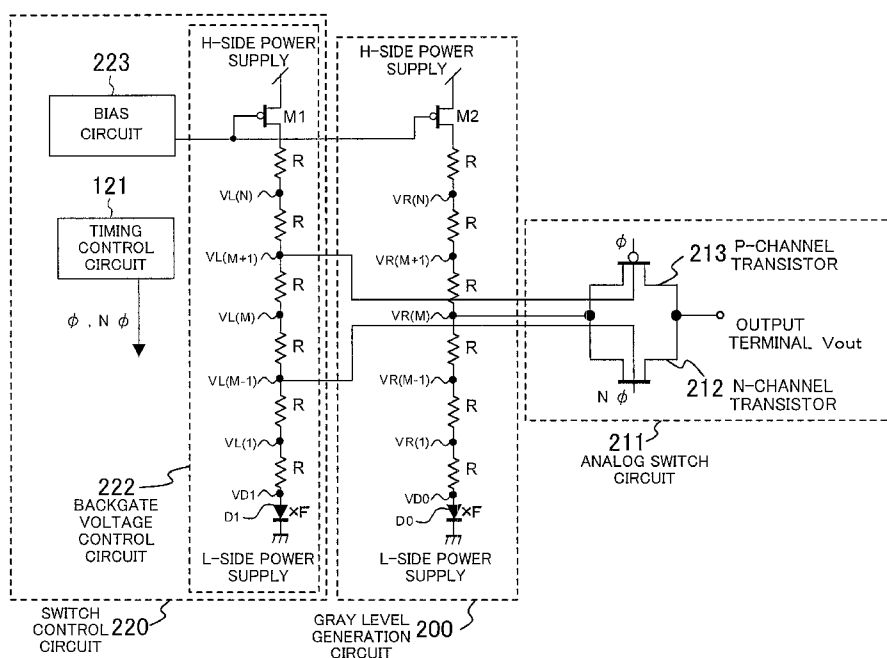 H-SIDE POWER
SUPPLY
H-SIDE POWER
SUPPLY
223
BIAS
CIRCUIT
M1
M2
R
R
VL(N)
VR(N)
121
TIMING
CONTROL
CIRCUIT
R
R
VL(M+1)
VR(M+1)
ϕ
213 P-CHANNEL
TRANSISTOR
R
R
ϕ , N ϕ
VL(M)
VR(M)
OUTPUT
TERMINAL Vout
R
R
VL(M-1)
VR(M-1)
N ϕ
212 N-CHANNEL
TRANSISTOR
R
R
VL(1)
VR(1)
211
ANALOG SWITCH
CIRCUIT
R
R
222
BACKGATE
VOLTAGE
CONTROL
CIRCUIT
VD1
VD0
D1
×F
D0
×F
L-SIDE POWER
SUPPLY
L-SIDE POWER
SUPPLY
SWITCH
CONTROL 220
CIRCUIT
GRAY LEVEL
GENERATION 200
CIRCUIT